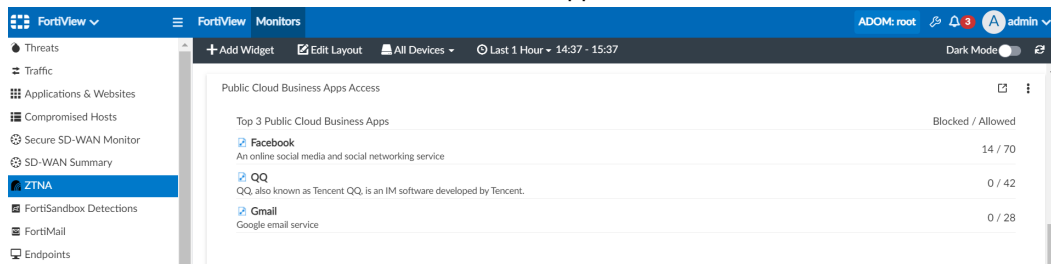 FortiView FortiView Monitors ADOM: root 3 A admin
Threats
Traffic
Applications & Websites
Compromised Hosts
Secure SD-WAN Monitor
SD-WAN Summary
ZTNA
FortiSandbox Detections
FortiMail
Endpoints
Add Widget Edit Layout All Devices Last 1 Hour 14:37 - 15:37 Dark Mode
Public Cloud Business Apps Access
Top 3 Public Cloud Business Apps Blocked / Allowed
Facebook 14 / 70
An online social media and social networking service
QQ 0 / 42
QQ, also known as Tencent QQ, is an IM software developed by Tencent.
Gmail 0 / 28
Google email service